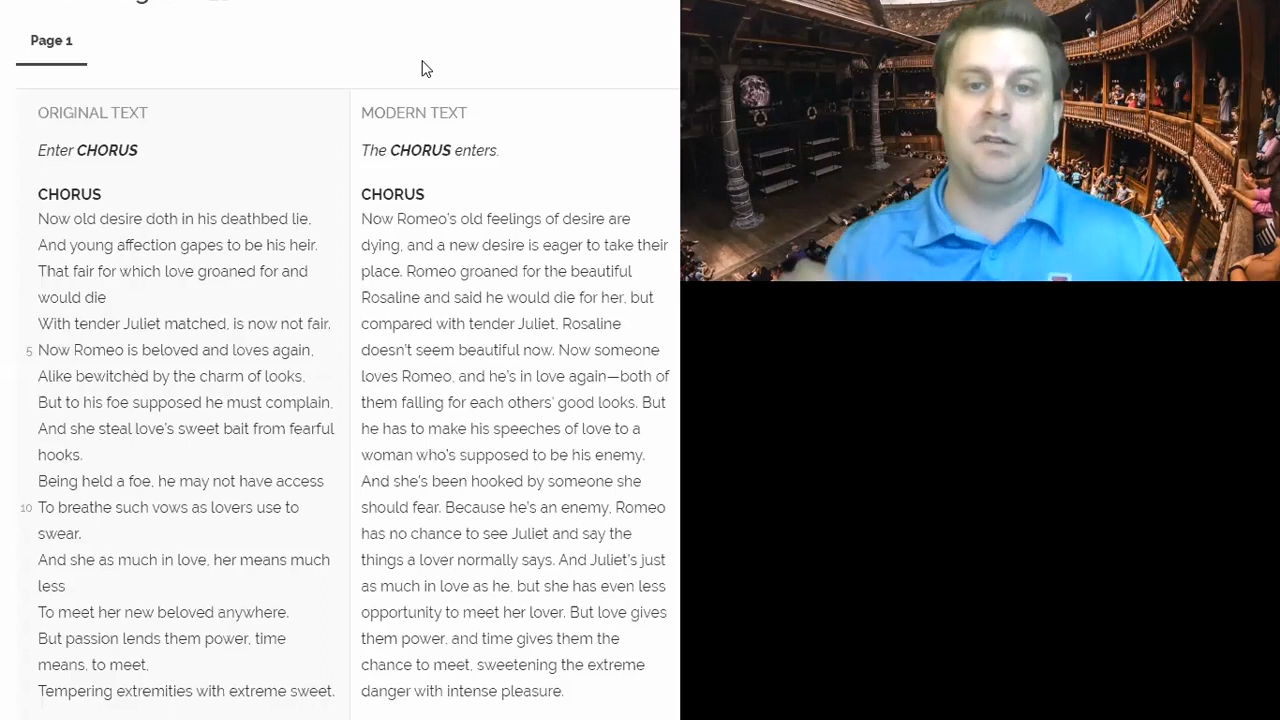 Page 1
ORIGINAL TEXT
Enter CHORUS
CHORUS
Now old desire doth in his deathbed lie,
And young affection gapes to be his heir.
That fair for which love groaned for and
would die
With tender Juliet matched, is now not fair.
5 Now Romeo is beloved and loves again,
Alike bewitchèd by the charm of looks,
But to his foe supposed he must complain,
And she steal love's sweet bait from fearful
hooks.
Being held a foe, he may not have access
10 To breathe such vows as lovers use to
swear.
And she as much in love, her means much
less
To meet her new beloved anywhere.
But passion lends them power, time
means, to meet,
Tempering extremities with extreme sweet.
MODERN TEXT
The CHORUS enters.
CHORUS
Now Romeo's old feelings of desire are
dying, and a new desire is eager to take their
place. Romeo groaned for the beautiful
Rosaline and said he would die for her, but
compared with tender Juliet, Rosaline
doesn't seem beautiful now. Now someone
loves Romeo, and he's in love again—both of
them falling for each others' good looks. But
he has to make his speeches of love to a
woman who's supposed to be his enemy.
And she's been hooked by someone she
should fear. Because he's an enemy, Romeo
has no chance to see Juliet and say the
things a lover normally says. And Juliet's just
as much in love as he, but she has even less
opportunity to meet her lover. But love gives
them power, and time gives them the
chance to meet, sweetening the extreme
danger with intense pleasure.